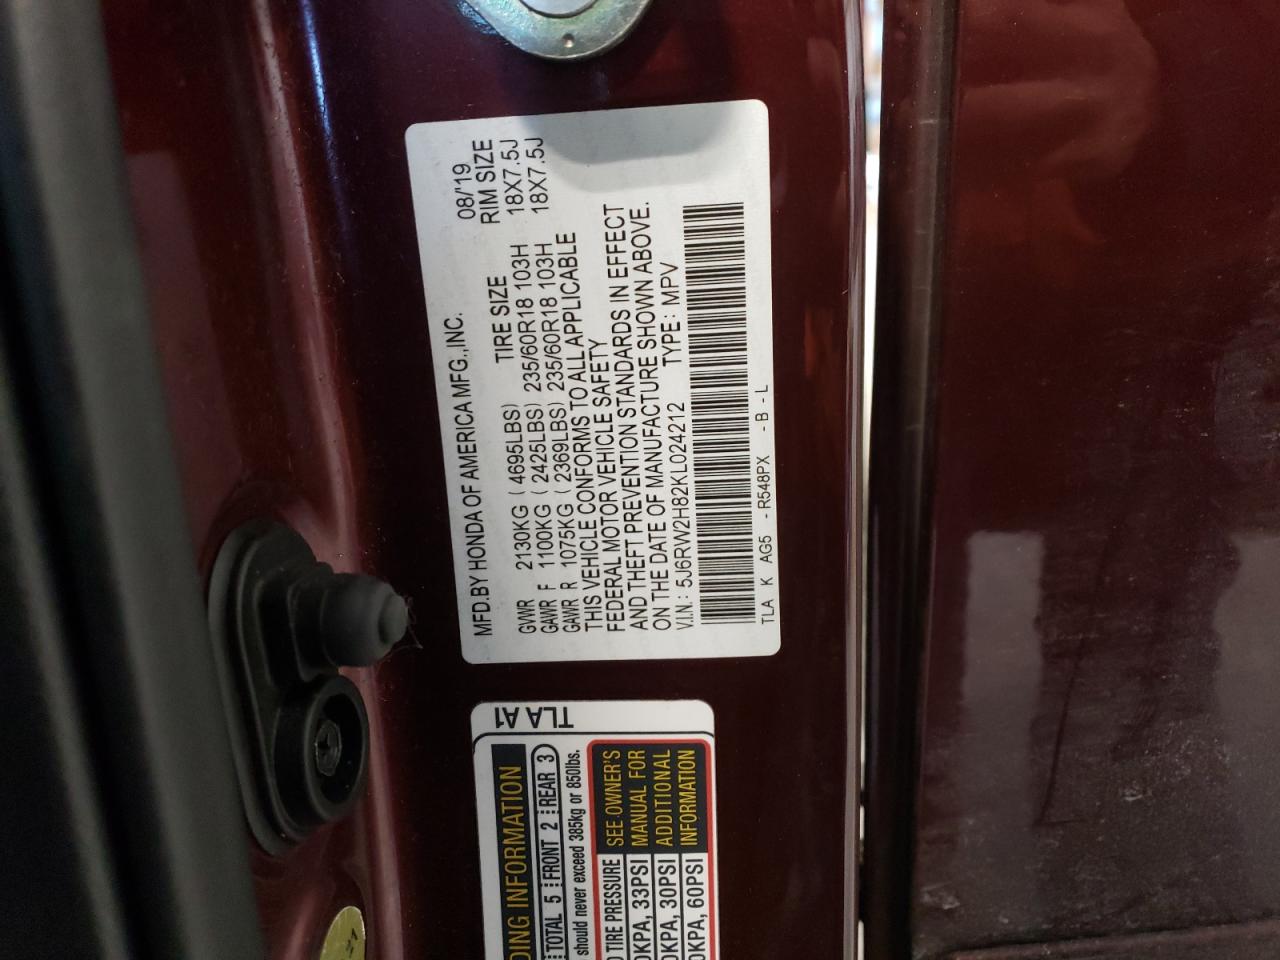 MFD.BY HONDA OF AMERICA MFG.,INC. 08/'19
TIRE SIZE RIM SIZE
GVWR 2130KG ( 4695LBS)
GAWR F 1100KG ( 2425LBS) 235/60R18 103H 18X7.5J
GAWR R 1075KG ( 2369LBS) 235/60R18 103H 18X7.5J
THIS VEHICLE CONFORMS TO ALL APPLICABLE
FEDERAL MOTOR VEHICLE SAFETY
AND THEFT PREVENTION STANDARDS IN EFFECT
ON THE DATE OF MANUFACTURE SHOWN ABOVE.
V.I.N.: 5J6RW2H82KL024212 TYPE: MPV
TLA K AG5 - R548PX - B - L
TLA A1
DING INFORMATION
TOTAL 5 FRONT 2 REAR 3
should never exceed 385kg or 850lbs.
TIRE PRESSURE
0KPA, 33PSI
0KPA, 30PSI
0KPA, 60PSI
SEE OWNER'S
MANUAL FOR
ADDITIONAL
INFORMATION